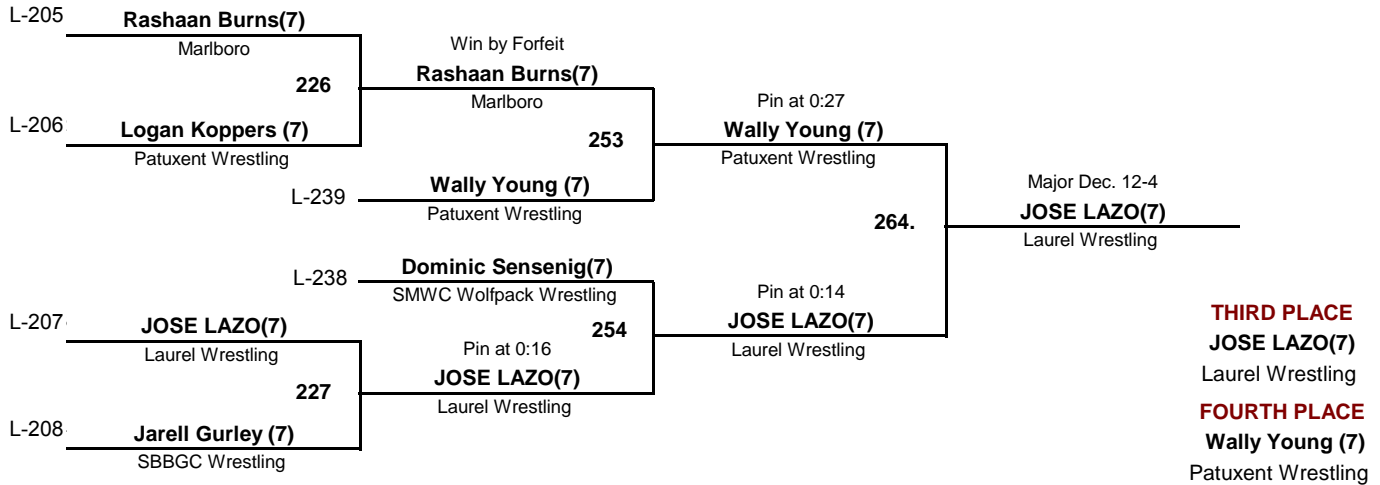 L-205
Rashaan Burns(7)
Marlboro
226
L-206
Logan Koppers (7)
Patuxent Wrestling
Win by Forfeit
Rashaan Burns(7)
Marlboro
253
L-239
Wally Young (7)
Patuxent Wrestling
Pin at 0:27
Wally Young (7)
Patuxent Wrestling
264.
L-238
Dominic Sensenig(7)
SMWC Wolfpack Wrestling
254
L-207
JOSE LAZO(7)
Laurel Wrestling
227
L-208
Jarell Gurley (7)
SBBGC Wrestling
Pin at 0:16
JOSE LAZO(7)
Laurel Wrestling
Pin at 0:14
JOSE LAZO(7)
Laurel Wrestling
Major Dec. 12-4
JOSE LAZO(7)
Laurel Wrestling
THIRD PLACE
JOSE LAZO(7)
Laurel Wrestling
FOURTH PLACE
Wally Young (7)
Patuxent Wrestling